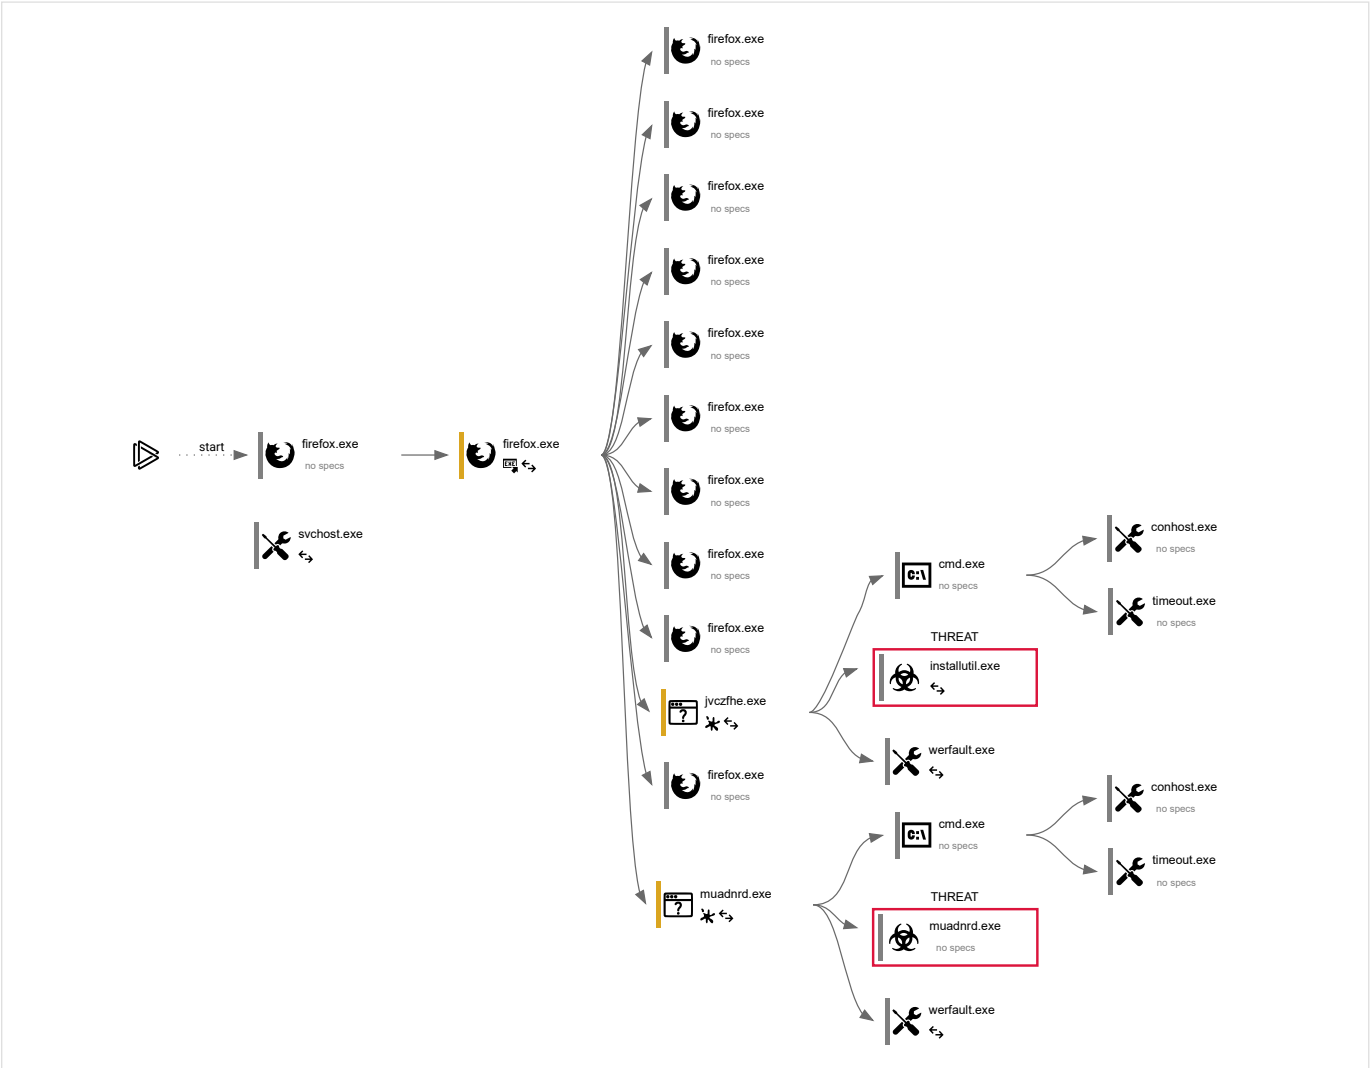 start
firefox.exe
no specs
svchost.exe
firefox.exe
EXE
firefox.exe
no specs
firefox.exe
no specs
firefox.exe
no specs
firefox.exe
no specs
firefox.exe
no specs
firefox.exe
no specs
firefox.exe
no specs
firefox.exe
no specs
firefox.exe
no specs
jvczfhe.exe
?
firefox.exe
no specs
muadnrd.exe
?
C:\
cmd.exe
no specs
THREAT
installutil.exe
werfault.exe
C:\
cmd.exe
no specs
THREAT
muadnrd.exe
no specs
werfault.exe
conhost.exe
no specs
timeout.exe
no specs
conhost.exe
no specs
timeout.exe
no specs